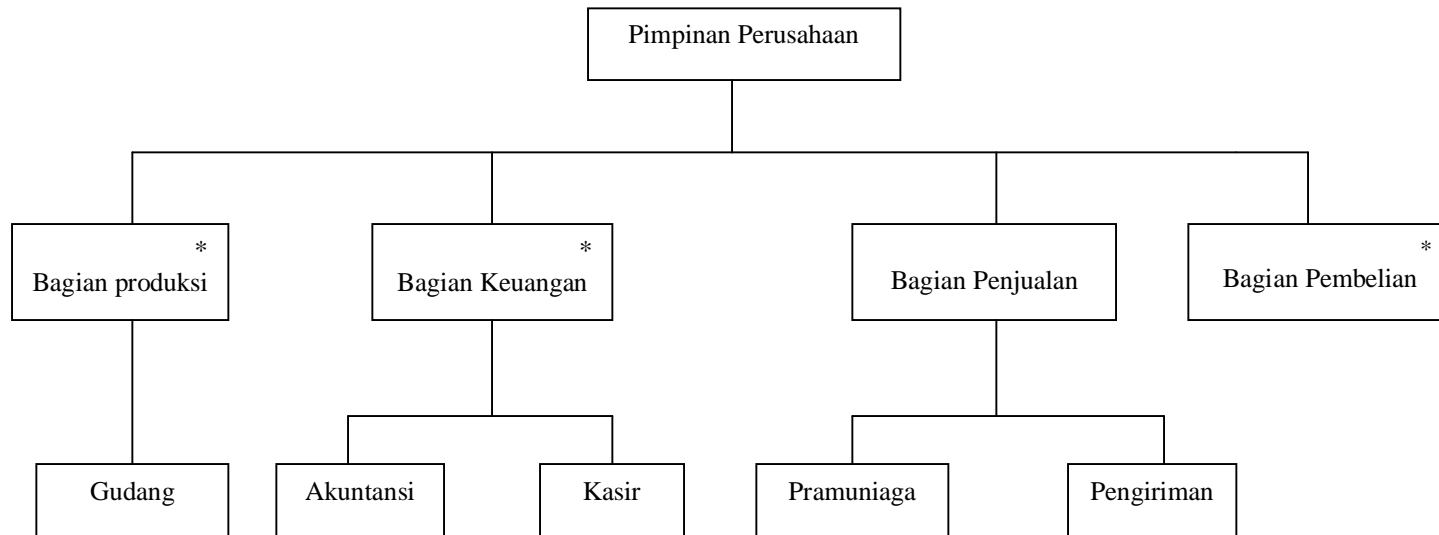 Pimpinan Perusahaan
*
Bagian produksi
*
Bagian Keuangan
Bagian Penjualan
*
Bagian Pembelian
Gudang
Akuntansi
Kasir
Pramuniaga
Pengiriman